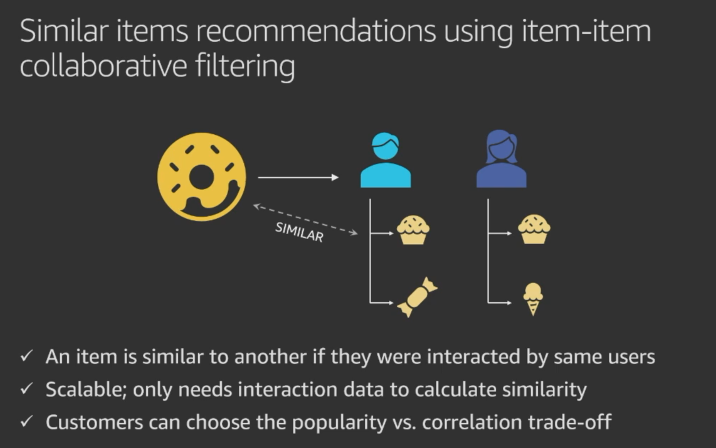 Similar items recommendations using item-item
collaborative filtering
SIMILAR
✓ An item is similar to another if they were interacted by same users
✓ Scalable; only needs interaction data to calculate similarity
✓ Customers can choose the popularity vs. correlation trade-off